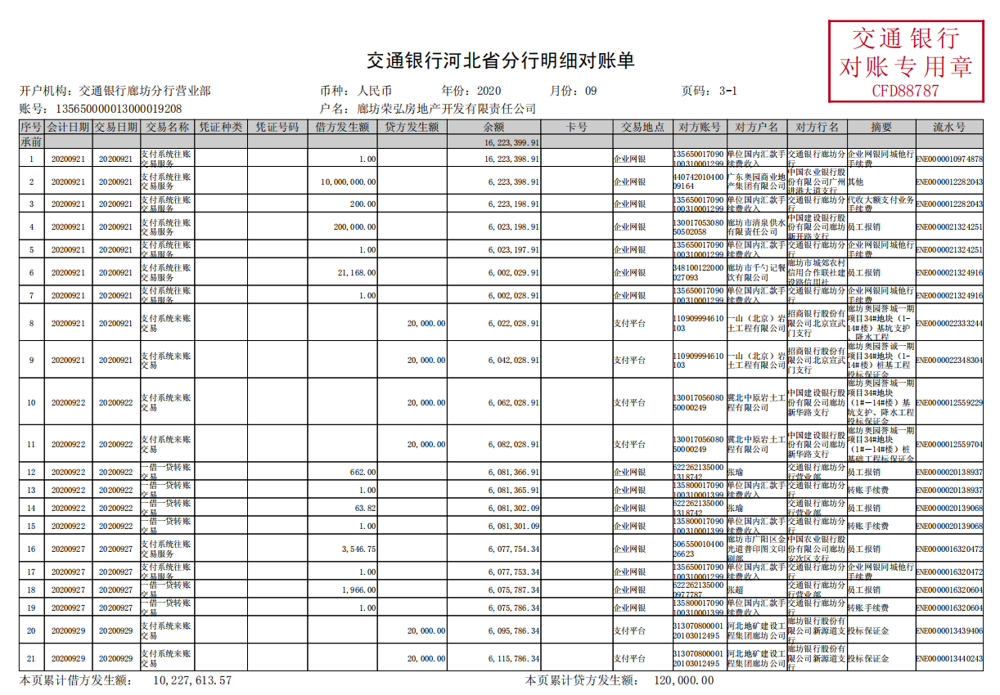 交通银行
对账专用章
CFD88787
交通银行河北省分行明细对账单
开户机构：交通银行廊坊分行营业部 币种：人民币 年份：2020 月份：09 页码：3-1
账号：135650000013000019208 户名：廊坊荣弘房地产开发有限责任公司
序号 会计日期 交易日期 交易名称 凭证种类 凭证号码 借方发生额 贷方发生额 余额 卡号 交易地点 对方账号 对方户名 对方行名 摘要 流水号
承前 16,223,399.91
1 20200921 20200921 支付系统往账交易服务 1.00 16,223,398.91 企业网银 135650017090100310001299 单位国内汇款手续费收入 交通银行廊坊分行 企业网银同城他行手续费 ENE0000010974878
2 20200921 20200921 支付系统往账交易服务 10,000,000.00 6,223,398.91 企业网银 44074201040009164 广东奥园商业地产集团有限公司 中国农业银行股份有限公司广州进港大道支行 其他 ENE0000012282043
3 20200921 20200921 支付系统往账交易服务 200.00 6,223,198.91 企业网银 135650017090100310001299 单位国内汇款手续费收入 交通银行廊坊分行 代收大额支付业务手续费 ENE0000012282043
4 20200921 20200921 支付系统往账交易服务 200,000.00 6,023,198.91 企业网银 13001705308050502058 廊坊市清泉供水有限责任公司 中国建设银行股份有限公司廊坊新开路支行 员工报销 ENE0000021324251
5 20200921 20200921 支付系统往账交易服务 1.00 6,023,197.91 企业网银 135650017090100310001299 单位国内汇款手续费收入 交通银行廊坊分行 企业网银同城他行手续费 ENE0000021324251
6 20200921 20200921 支付系统往账交易服务 21,168.00 6,002,029.91 企业网银 348100122000027093 廊坊市千勺记餐饮有限公司 廊坊市城郊农村信用合作联社建设路信用社 员工报销 ENE0000021324916
7 20200921 20200921 支付系统往账交易服务 1.00 6,002,028.91 企业网银 135650017090100310001299 单位国内汇款手续费收入 交通银行廊坊分行 企业网银同城他行手续费 ENE0000021324916
8 20200921 20200921 支付系统来账交易 20,000.00 6,022,028.91 支付平台 110909994610103 一山（北京）岩土工程有限公司 招商银行股份有限公司北京宣武门支行 廊坊奥园誉城一期项目34#地块（1-14#楼）基坑支护、降水工程 ENE0000022333244
9 20200921 20200921 支付系统来账交易 20,000.00 6,042,028.91 支付平台 110909994610103 一山（北京）岩土工程有限公司 招商银行股份有限公司北京宣武门支行 廊坊奥园誉诚一期项目34#地块（1-14#楼）桩基工程投标保证金 ENE0000022348304
10 20200922 20200922 支付系统来账交易 20,000.00 6,062,028.91 支付平台 13001705608050000249 冀北中原岩土工程有限公司 中国建设银行股份有限公司廊坊新华路支行 廊坊奥园誉城一期项目34#地块（1#－14#楼）基坑支护、降水工程投标保证金 ENE0000012559229
11 20200922 20200922 支付系统来账交易 20,000.00 6,082,028.91 支付平台 13001705608050000249 冀北中原岩土工程有限公司 中国建设银行股份有限公司廊坊新华路支行 廊坊奥园誉城一期项目34#地块（1#－14#楼）桩基础工程标保证金 ENE0000012559704
12 20200922 20200922 一借一贷转账交易 662.00 6,081,366.91 企业网银 6222621350001318742 张瑜 交通银行廊坊分行营业部 员工报销 ENE0000020138937
13 20200922 20200922 一借一贷转账交易 1.00 6,081,365.91 企业网银 135800017090100310001399 单位国内汇款手续费收入 交通银行廊坊分行 转账手续费 ENE0000020138937
14 20200922 20200922 一借一贷转账交易 63.82 6,081,302.09 企业网银 6222621350001318742 张瑜 交通银行廊坊分行营业部 员工报销 ENE0000020139068
15 20200922 20200922 一借一贷转账交易 1.00 6,081,301.09 企业网银 135800017090100310001399 单位国内汇款手续费收入 交通银行廊坊分行 转账手续费 ENE0000020139068
16 20200927 20200927 支付系统往账交易服务 3,546.75 6,077,754.34 企业网银 50655001040026623 廊坊市广阳区金光道普印图文印刷部 中国农业银行股份有限公司廊坊安次区支行 员工报销 ENE0000016320472
17 20200927 20200927 支付系统往账交易服务 1.00 6,077,753.34 企业网银 135650017090100310001299 单位国内汇款手续费收入 交通银行廊坊分行 企业网银同城他行手续费 ENE0000016320472
18 20200927 20200927 一借一贷转账交易 1,966.00 6,075,787.34 企业网银 6222621350000977787 张超 交通银行廊坊分行营业部 员工报销 ENE0000016320604
19 20200927 20200927 一借一贷转账交易 1.00 6,075,786.34 企业网银 135800017090100310001399 单位国内汇款手续费收入 交通银行廊坊分行 转账手续费 ENE0000016320604
20 20200929 20200929 支付系统来账交易 20,000.00 6,095,786.34 支付平台 31307080000120103012495 河北地矿建设工程集团廊坊公司 廊坊银行股份有限公司新源道支行 投标保证金 ENE0000013439406
21 20200929 20200929 支付系统来账交易 20,000.00 6,115,786.34 支付平台 31307080000120103012495 河北地矿建设工程集团廊坊公司 廊坊银行股份有限公司新源道支行 投标保证金 ENE0000013440243
本页累计借方发生额： 10,227,613.57 本页累计贷方发生额： 120,000.00